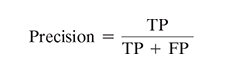 Precision = TP / TP + FP